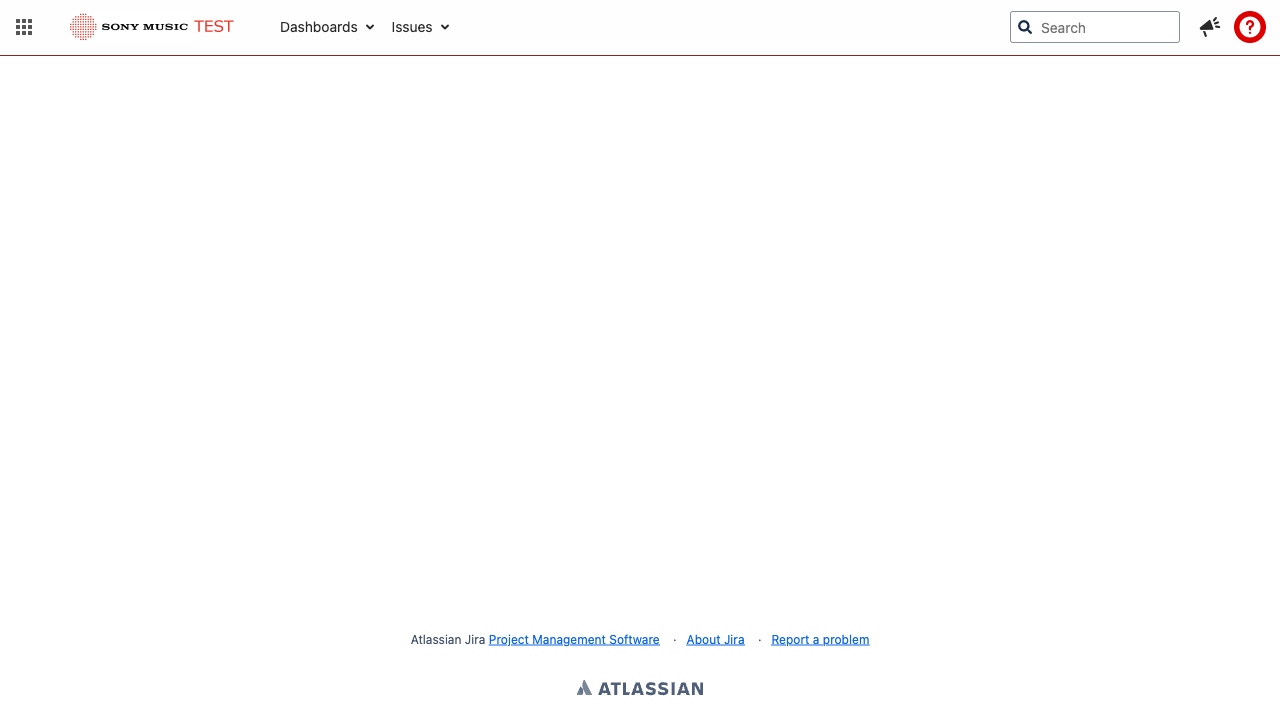 SONY MUSIC TEST Dashboards Issues Search
Atlassian Jira Project Management Software · About Jira · Report a problem
ATLASSIAN